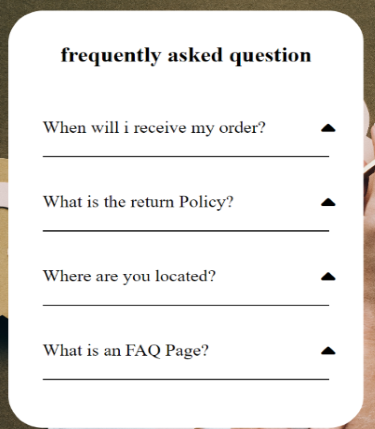 frequently asked question
When will i receive my order?
What is the return Policy?
Where are you located?
What is an FAQ Page?